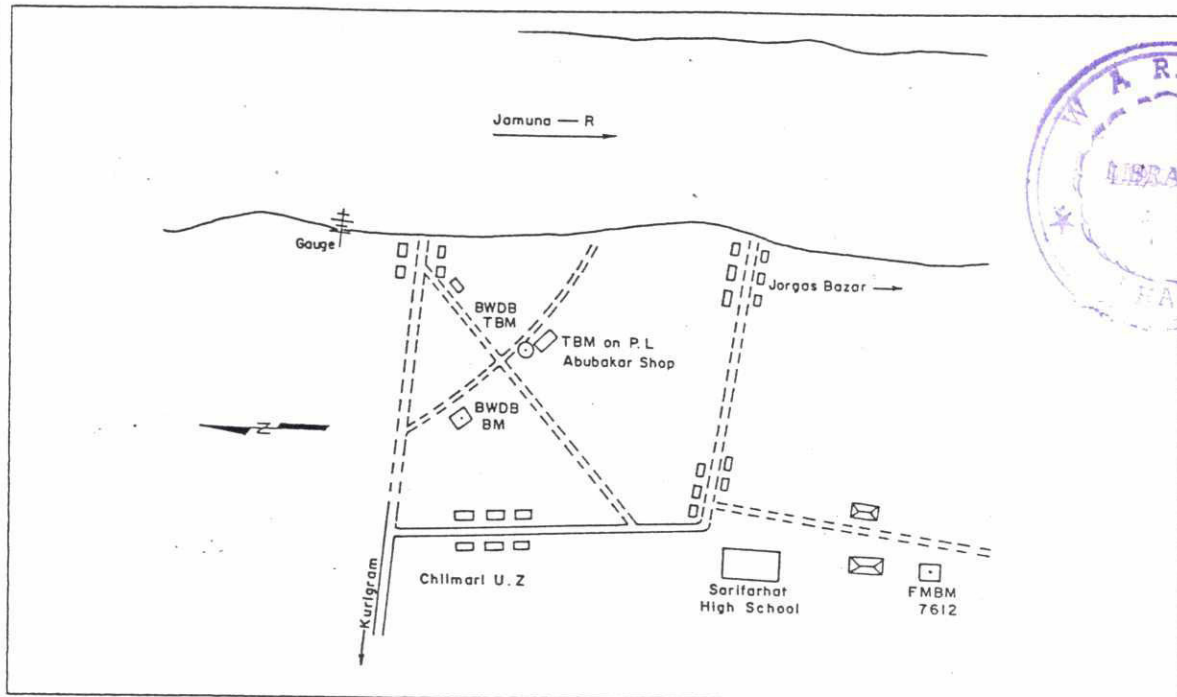 Jamuna — R
Gauge
Jorgas Bazar
BWDB
TBM
TBM on P.L
Abubakar Shop
BWDB
BM
N
Chilmari U.Z
Sarifarhat
High School
FMBM
7612
Kurigram
WAR
LIBRA